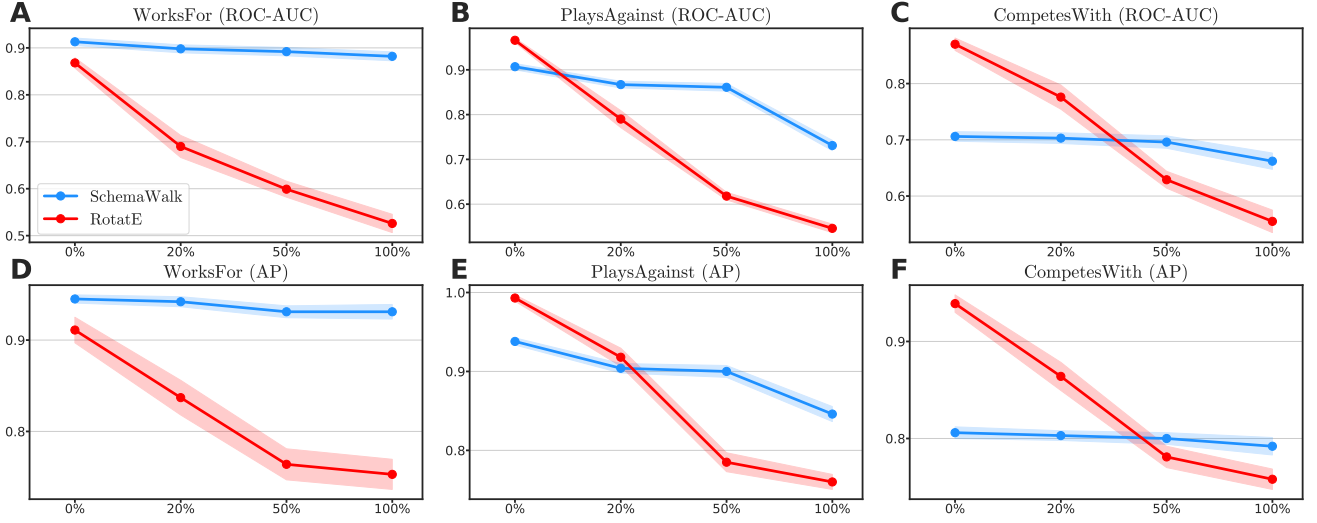 A WorksFor (ROC-AUC)
0.9
0.8
0.7
0.6
0.5
SchemaWalk
RotatE
0% 20% 50% 100%
B PlaysAgainst (ROC-AUC)
0.9
0.8
0.7
0.6
0% 20% 50% 100%
C CompetesWith (ROC-AUC)
0.8
0.7
0.6
0% 20% 50% 100%
D WorksFor (AP)
0.9
0.8
0% 20% 50% 100%
E PlaysAgainst (AP)
1.0
0.9
0.8
0% 20% 50% 100%
F CompetesWith (AP)
0.9
0.8
0% 20% 50% 100%